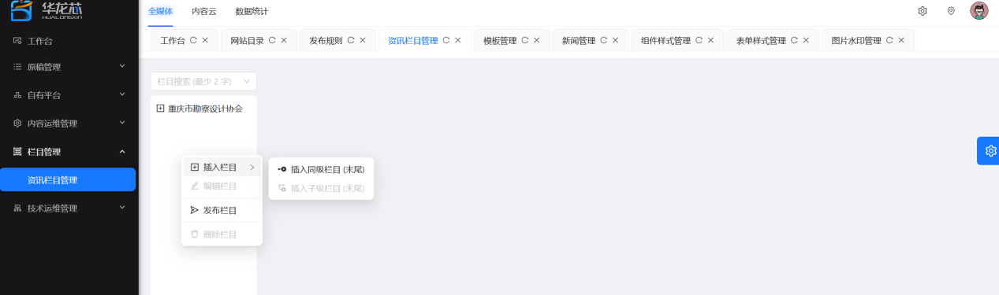 华龙芯
HUALONGXIN
全媒体 内容云 数据统计
工作台
原稿管理
自有平台
内容运维管理
栏目管理
资讯栏目管理
技术运维管理
工作台 网站目录 发布规则 资讯栏目管理 模板管理 新闻管理 组件样式管理 表单样式管理 图片水印管理
栏目搜索 (最少 2 字)
重庆市勘察设计协会
插入栏目
编辑栏目
发布栏目
删除栏目
插入同级栏目 (末尾)
插入子级栏目 (末尾)